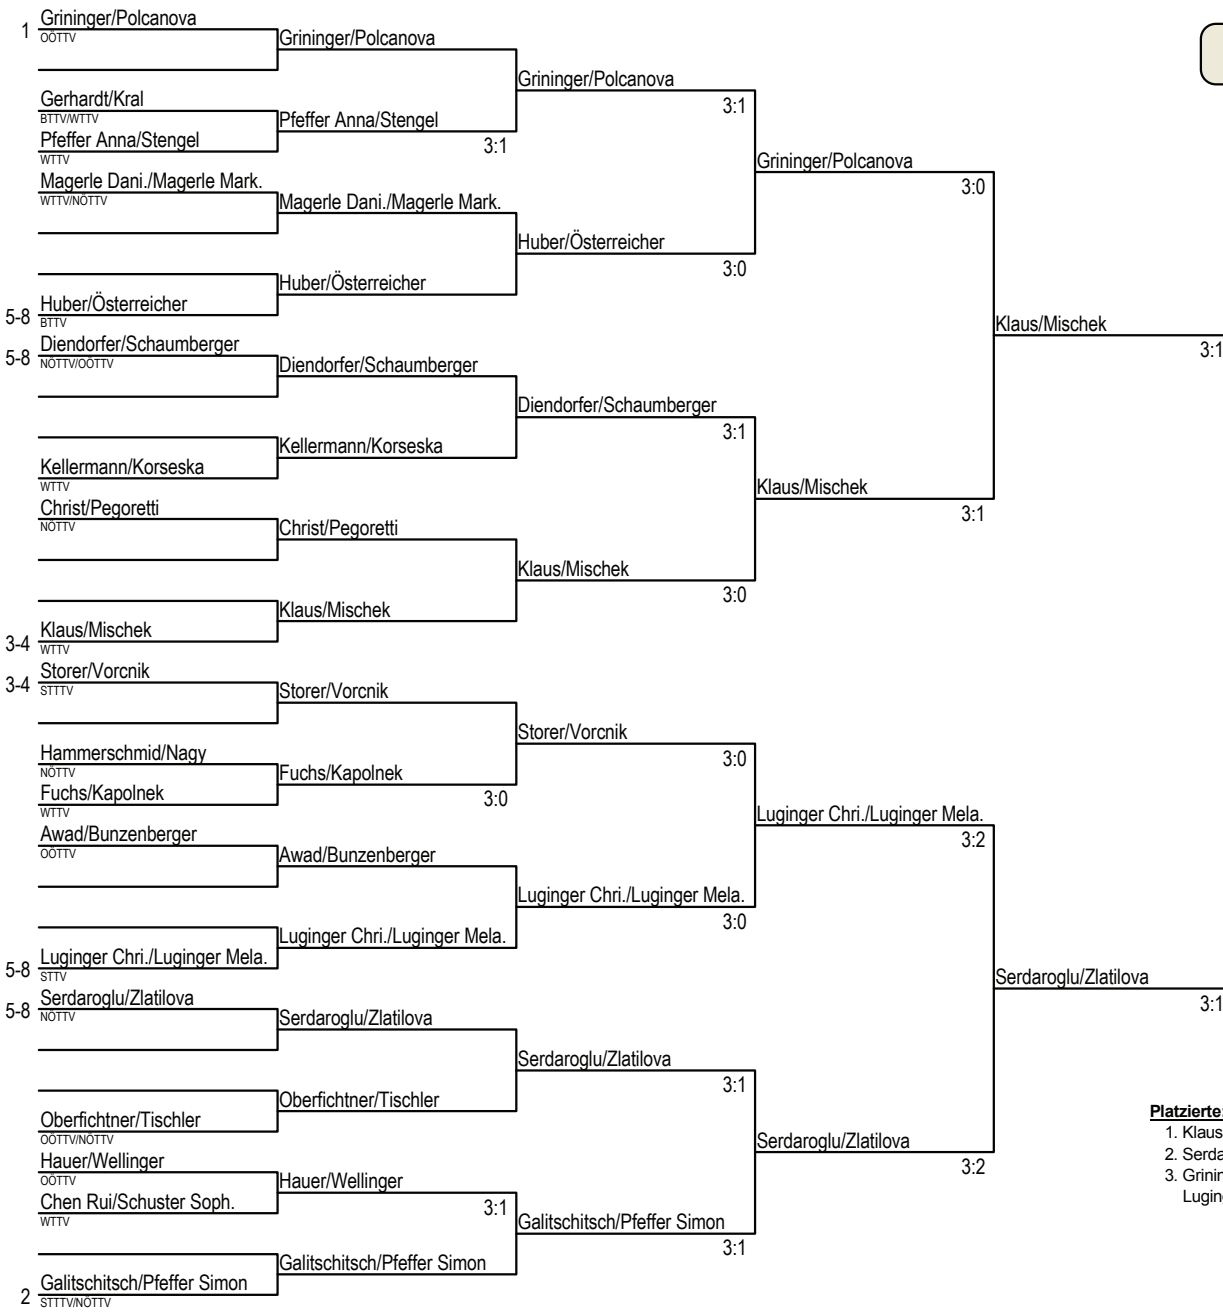 1 Grininger/Polcanova
OÖTTV
Gerhardt/Kral
BTTV/WTTV
Pfeffer Anna/Stengel
WTTV
Magerle Dani./Magerle Mark.
WTTV/NÖTTV
5-8 Huber/Österreicher
BTTV
5-8 Diendorfer/Schaumberger
NÖTTV/OÖTTV
Kellermann/Korseska
WTTV
Christ/Pegoretti
NÖTTV
3-4 Klaus/Mischek
WTTV
3-4 Storer/Vorcnik
STTTV
Hammerschmid/Nagy
NÖTTV
Fuchs/Kapolnek
WTTV
Awad/Bunzenberger
OÖTTV
5-8 Luginger Chri./Luginger Mela.
STTV
5-8 Serdaroglu/Zlatilova
NÖTTV
Oberfichtner/Tischler
OÖTTV/NÖTTV
Hauer/Wellinger
OÖTTV
Chen Rui/Schuster Soph.
WTTV
2 Galitschitsch/Pfeffer Simon
STTTV/NÖTTV
Grininger/Polcanova
Pfeffer Anna/Stengel
3:1
Magerle Dani./Magerle Mark.
Huber/Österreicher
Diendorfer/Schaumberger
Kellermann/Korseska
Christ/Pegoretti
Klaus/Mischek
Storer/Vorcnik
Fuchs/Kapolnek
3:0
Awad/Bunzenberger
Luginger Chri./Luginger Mela.
Serdaroglu/Zlatilova
Oberfichtner/Tischler
Hauer/Wellinger
3:1
Galitschitsch/Pfeffer Simon
Grininger/Polcanova
3:1
Huber/Österreicher
3:0
Diendorfer/Schaumberger
3:1
Klaus/Mischek
3:0
Storer/Vorcnik
3:0
Luginger Chri./Luginger Mela.
3:0
Serdaroglu/Zlatilova
3:1
Galitschitsch/Pfeffer Simon
3:1
Grininger/Polcanova
3:0
Klaus/Mischek
3:1
Luginger Chri./Luginger Mela.
3:2
Serdaroglu/Zlatilova
3:2
Klaus/Mischek
3:1
Serdaroglu/Zlatilova
3:1
Platzierte:
1. Klaus
2. Serda
3. Grinin
Lugin